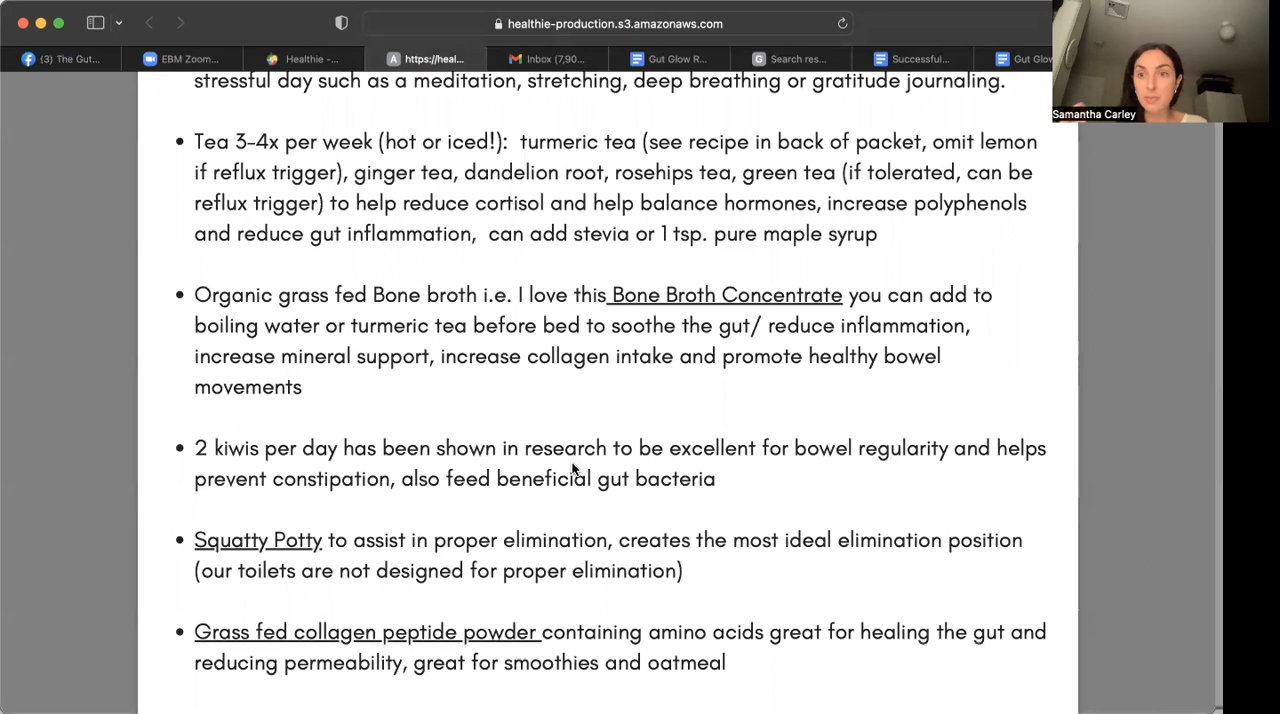 healthie-production.s3.amazonaws.com
(3) The Gut...
EBM Zoom...
Healthie -...
https://heal...
Inbox (7,90...
Gut Glow R...
Search res...
Successful...
Gut Glow
Samantha Carley
stressful day such as a meditation, stretching, deep breathing or gratitude journaling.
• Tea 3-4x per week (hot or iced!): turmeric tea (see recipe in back of packet, omit lemon
if reflux trigger), ginger tea, dandelion root, rosehips tea, green tea (if tolerated, can be
reflux trigger) to help reduce cortisol and help balance hormones, increase polyphenols
and reduce gut inflammation, can add stevia or 1 tsp. pure maple syrup
• Organic grass fed Bone broth i.e. I love this Bone Broth Concentrate you can add to
boiling water or turmeric tea before bed to soothe the gut/ reduce inflammation,
increase mineral support, increase collagen intake and promote healthy bowel
movements
• 2 kiwis per day has been shown in research to be excellent for bowel regularity and helps
prevent constipation, also feed beneficial gut bacteria
• Squatty Potty to assist in proper elimination, creates the most ideal elimination position
(our toilets are not designed for proper elimination)
• Grass fed collagen peptide powder containing amino acids great for healing the gut and
reducing permeability, great for smoothies and oatmeal